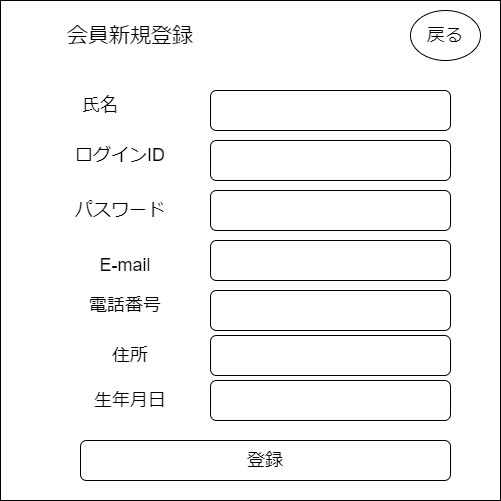 会員新規登録
戻る
氏名
ログインID
パスワード
E-mail
電話番号
住所
生年月日
登録